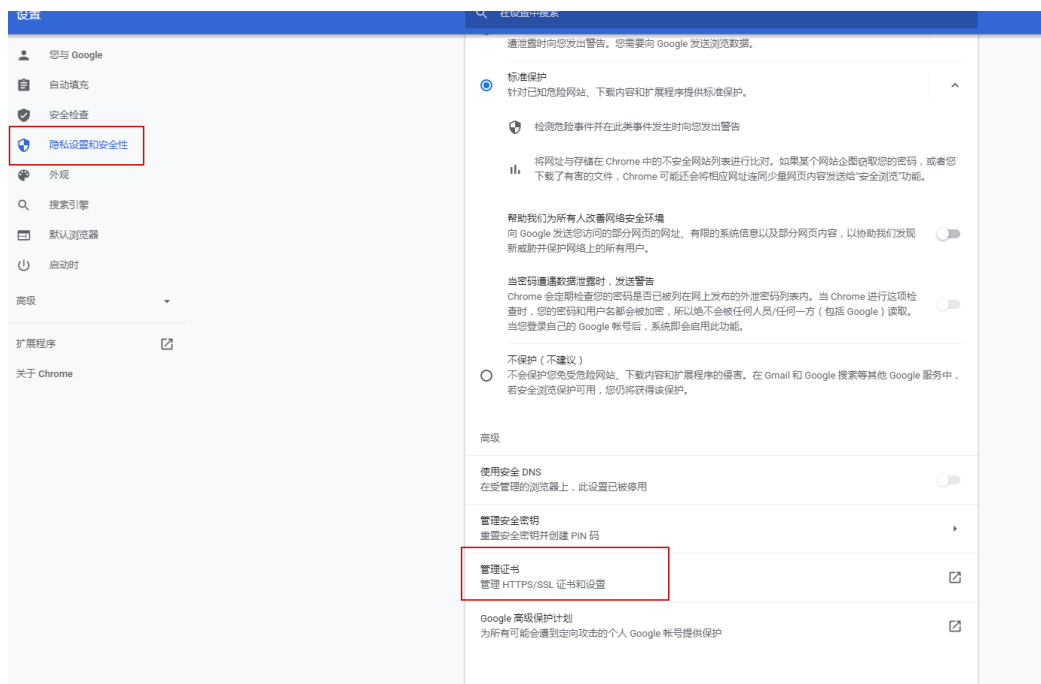 设置
在设置中搜索
您与 Google
自动填充
安全检查
隐私设置和安全性
外观
搜索引擎
默认浏览器
启动时
高级
扩展程序
关于 Chrome
遭泄露时向您发出警告。您需要向 Google 发送浏览数据。
标准保护
针对已知危险网站、下载内容和扩展程序提供标准保护。
检测危险事件并在此类事件发生时向您发出警告
将网址与存储在 Chrome 中的不安全网站列表进行比对。如果某个网站企图窃取您的密码，或者您
下载了有害的文件，Chrome 可能还会将相应网址连同少量网页内容发送给“安全浏览”功能。
帮助我们为所有人改善网络安全环境
向 Google 发送您访问的部分网页的网址、有限的系统信息以及部分网页内容，以协助我们发现
新威胁并保护网络上的所有用户。
当密码遭遇数据泄露时，发送警告
Chrome 会定期检查您的密码是否已被列在网上发布的外泄密码列表内。当 Chrome 进行这项检
查时，您的密码和用户名都会被加密，所以绝不会被任何人员/任何一方（包括 Google）读取。
当您登录自己的 Google 帐号后，系统即会启用此功能。
不保护（不建议）
不会保护您免受危险网站、下载内容和扩展程序的侵害。在 Gmail 和 Google 搜索等其他 Google 服务中，
若安全浏览保护可用，您仍将获得该保护。
高级
使用安全 DNS
在受管理的浏览器上，此设置已被停用
管理安全密钥
重置安全密钥并创建 PIN 码
管理证书
管理 HTTPS/SSL 证书和设置
Google 高级保护计划
为所有可能会遭到定向攻击的个人 Google 帐号提供保护